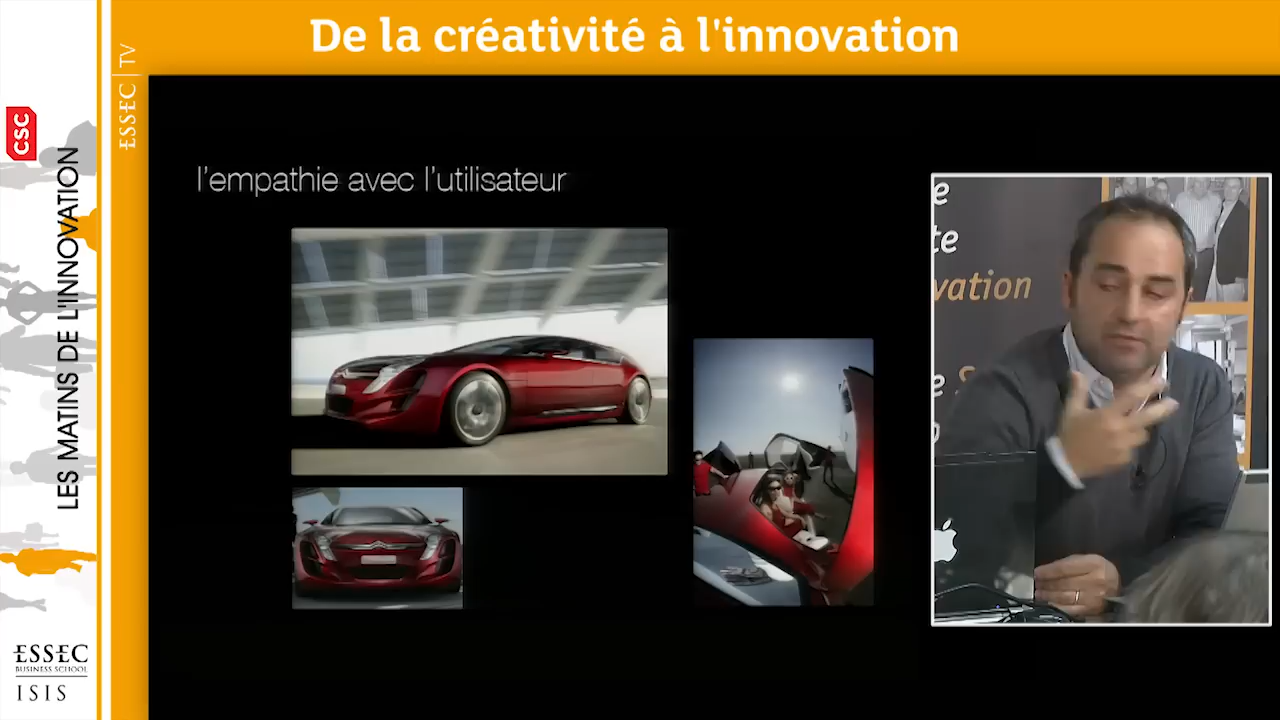 De la créativité à l'innovation
ESSEC | TV
CSC
LES MATINS DE L'INNOVATION
l'empathie avec l'utilisateur
vation
ESSEC
BUSINESS SCHOOL
ISIS